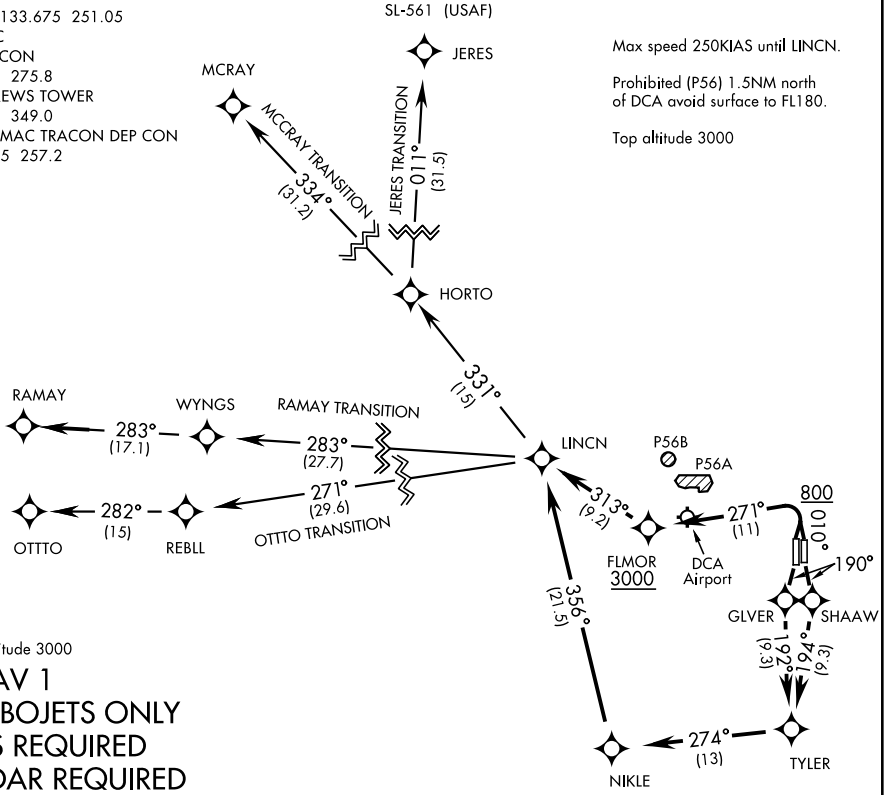 133.675 251.05
CON
275.8
EWS TOWER
349.0
MAC TRACON DEP CON
5 257.2
SL-561 (USAF)
JERES
MCRAY
Max speed 250KIAS until LINCN.
Prohibited (P56) 1.5NM north
of DCA avoid surface to FL180.
Top altitude 3000
MCCRAY TRANSITION
334°
(31.2)
JERES TRANSITION
011°
(31.5)
HORTO
331°
(15)
RAMAY
283°
(17.1)
WYNGS
RAMAY TRANSITION
283°
(27.7)
LINCN
271°
(29.6)
OTTTO TRANSITION
OTTTO
282°
(15)
REBLL
P56B
P56A
313°
(9.2)
FLMOR
3000
DCA
Airport
271°
(11)
800
010°
190°
GLVER
SHAAW
192°
(9.3)
194°
(9.3)
356°
(21.5)
NIKLE
274°
(13)
TYLER
tude 3000
AV 1
BOJETS ONLY
S REQUIRED
DAR REQUIRED